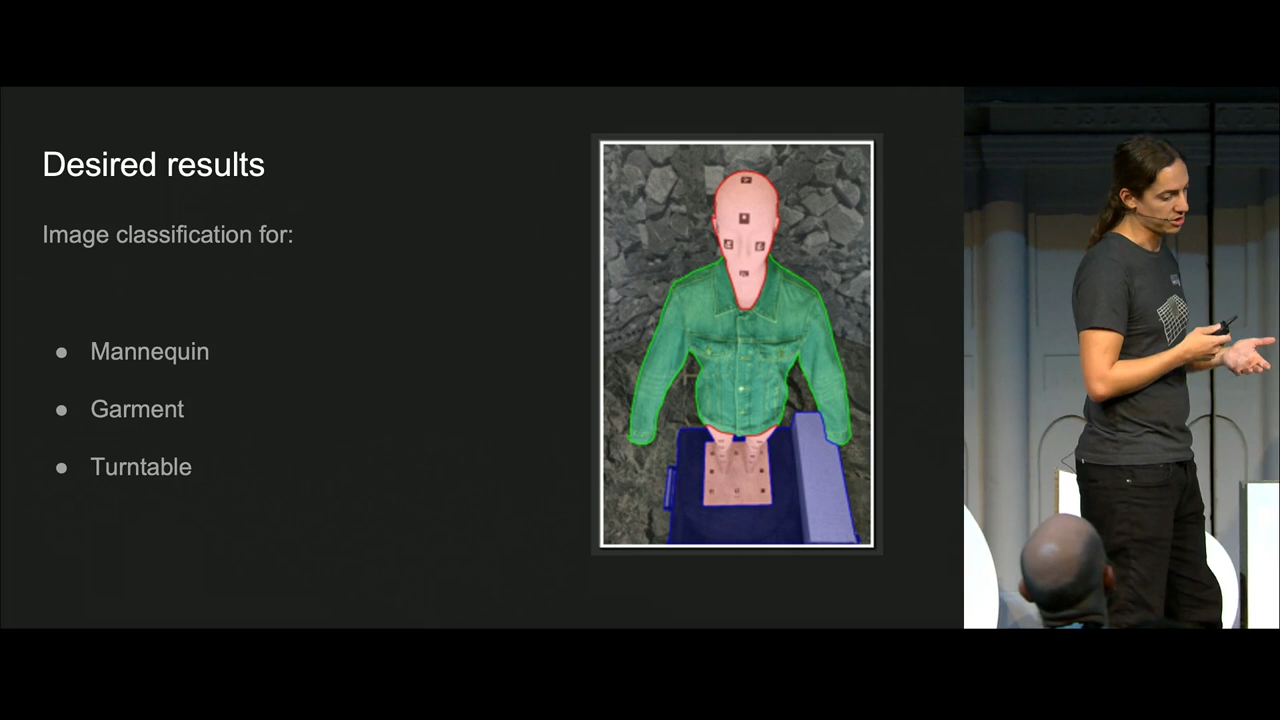 Desired results
Image classification for:
● Mannequin
● Garment
● Turntable